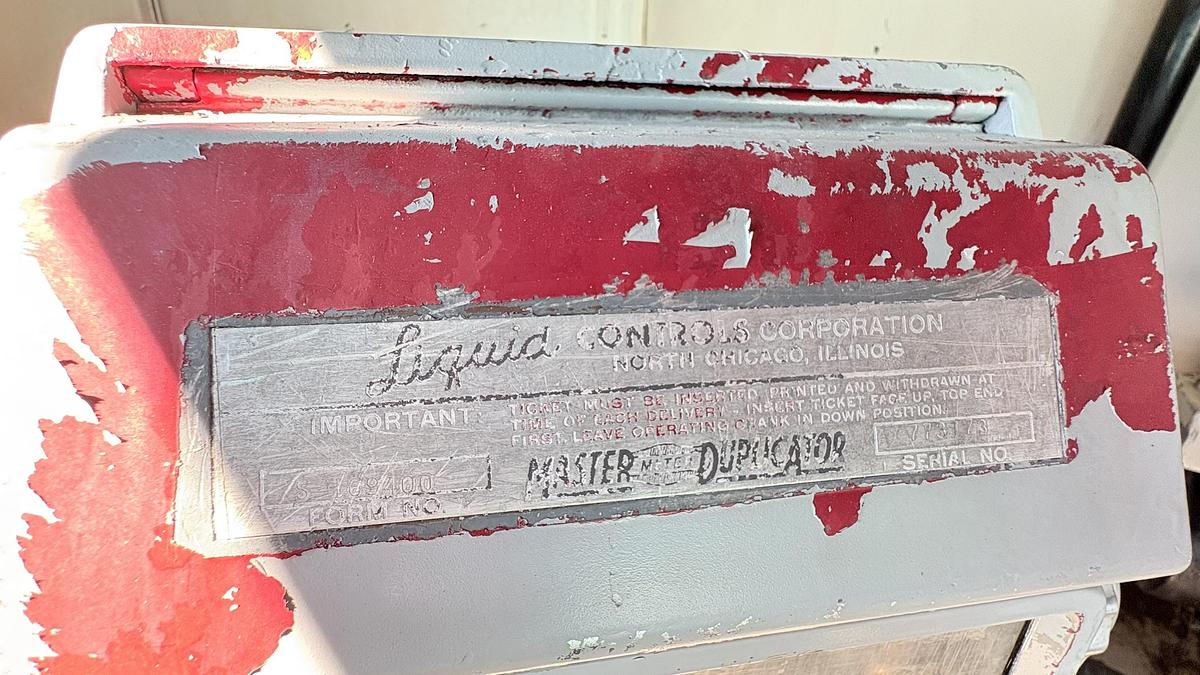 Liquid CONTROLS CORPORATION
NORTH CHICAGO, ILLINOIS
IMPORTANT: TICKET MUST BE INSERTED, PRINTED AND WITHDRAWN AT
TIME OF EACH DELIVERY - INSERT TICKET FACE UP, TOP END
FIRST. LEAVE OPERATING CRANK IN DOWN POSITION.
MASTER METER DUPLICATOR
FORM NO.
SERIAL NO.